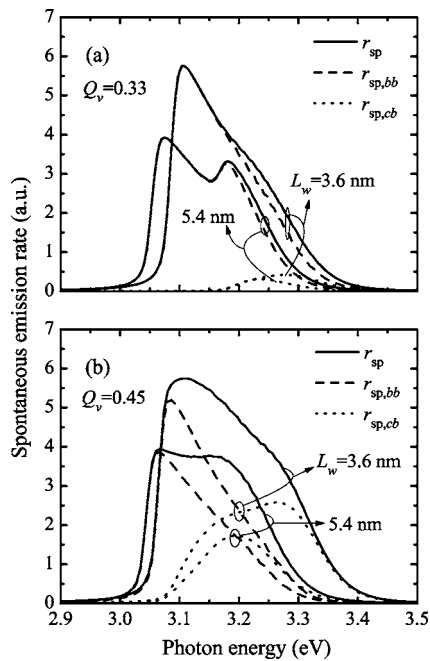 Spontaneous emission rate (a.u.)
7
6
5
4
3
2
1
0
(a)
Q_v=0.33
r_sp
r_sp,bb
r_sp,cb
L_w=3.6 nm
5.4 nm
7
6
5
4
3
2
1
0
(b)
Q_v=0.45
r_sp
r_sp,bb
r_sp,cb
L_w=3.6 nm
5.4 nm
2.9 3.0 3.1 3.2 3.3 3.4 3.5
Photon energy (eV)